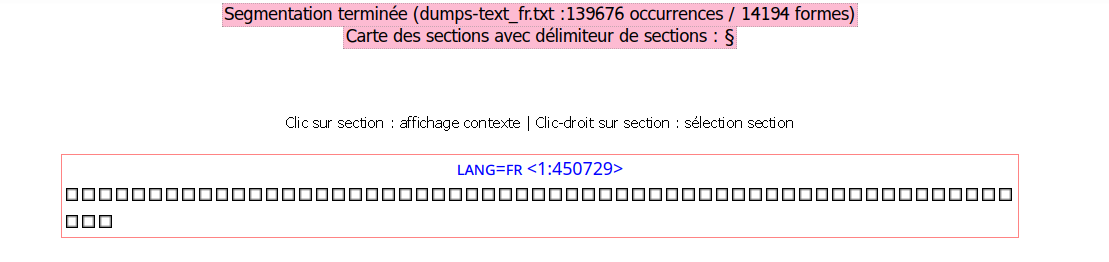 Segmentation terminée (dumps-text_fr.txt :139676 occurrences / 14194 formes)
Carte des sections avec délimiteur de sections : §
Clic sur section : affichage contexte | Clic-droit sur section : sélection section
LANG=FR <1:450729>